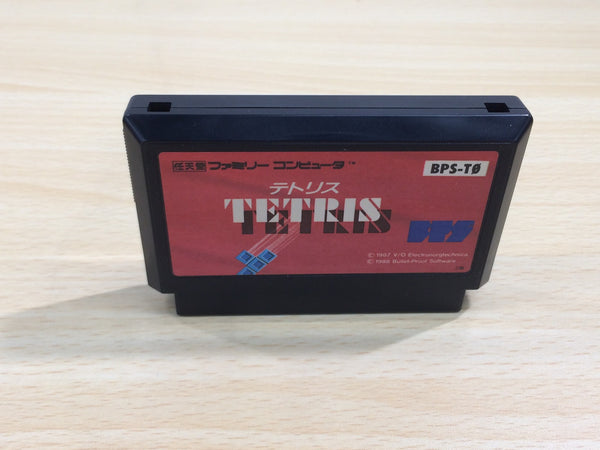 任天堂 ファミリー コンピュータ™
BPS-TØ
テトリス
TETRIS
BPS
© 1987 V/O Electronorgtechnica
© 1988 Bullet-Proof Software